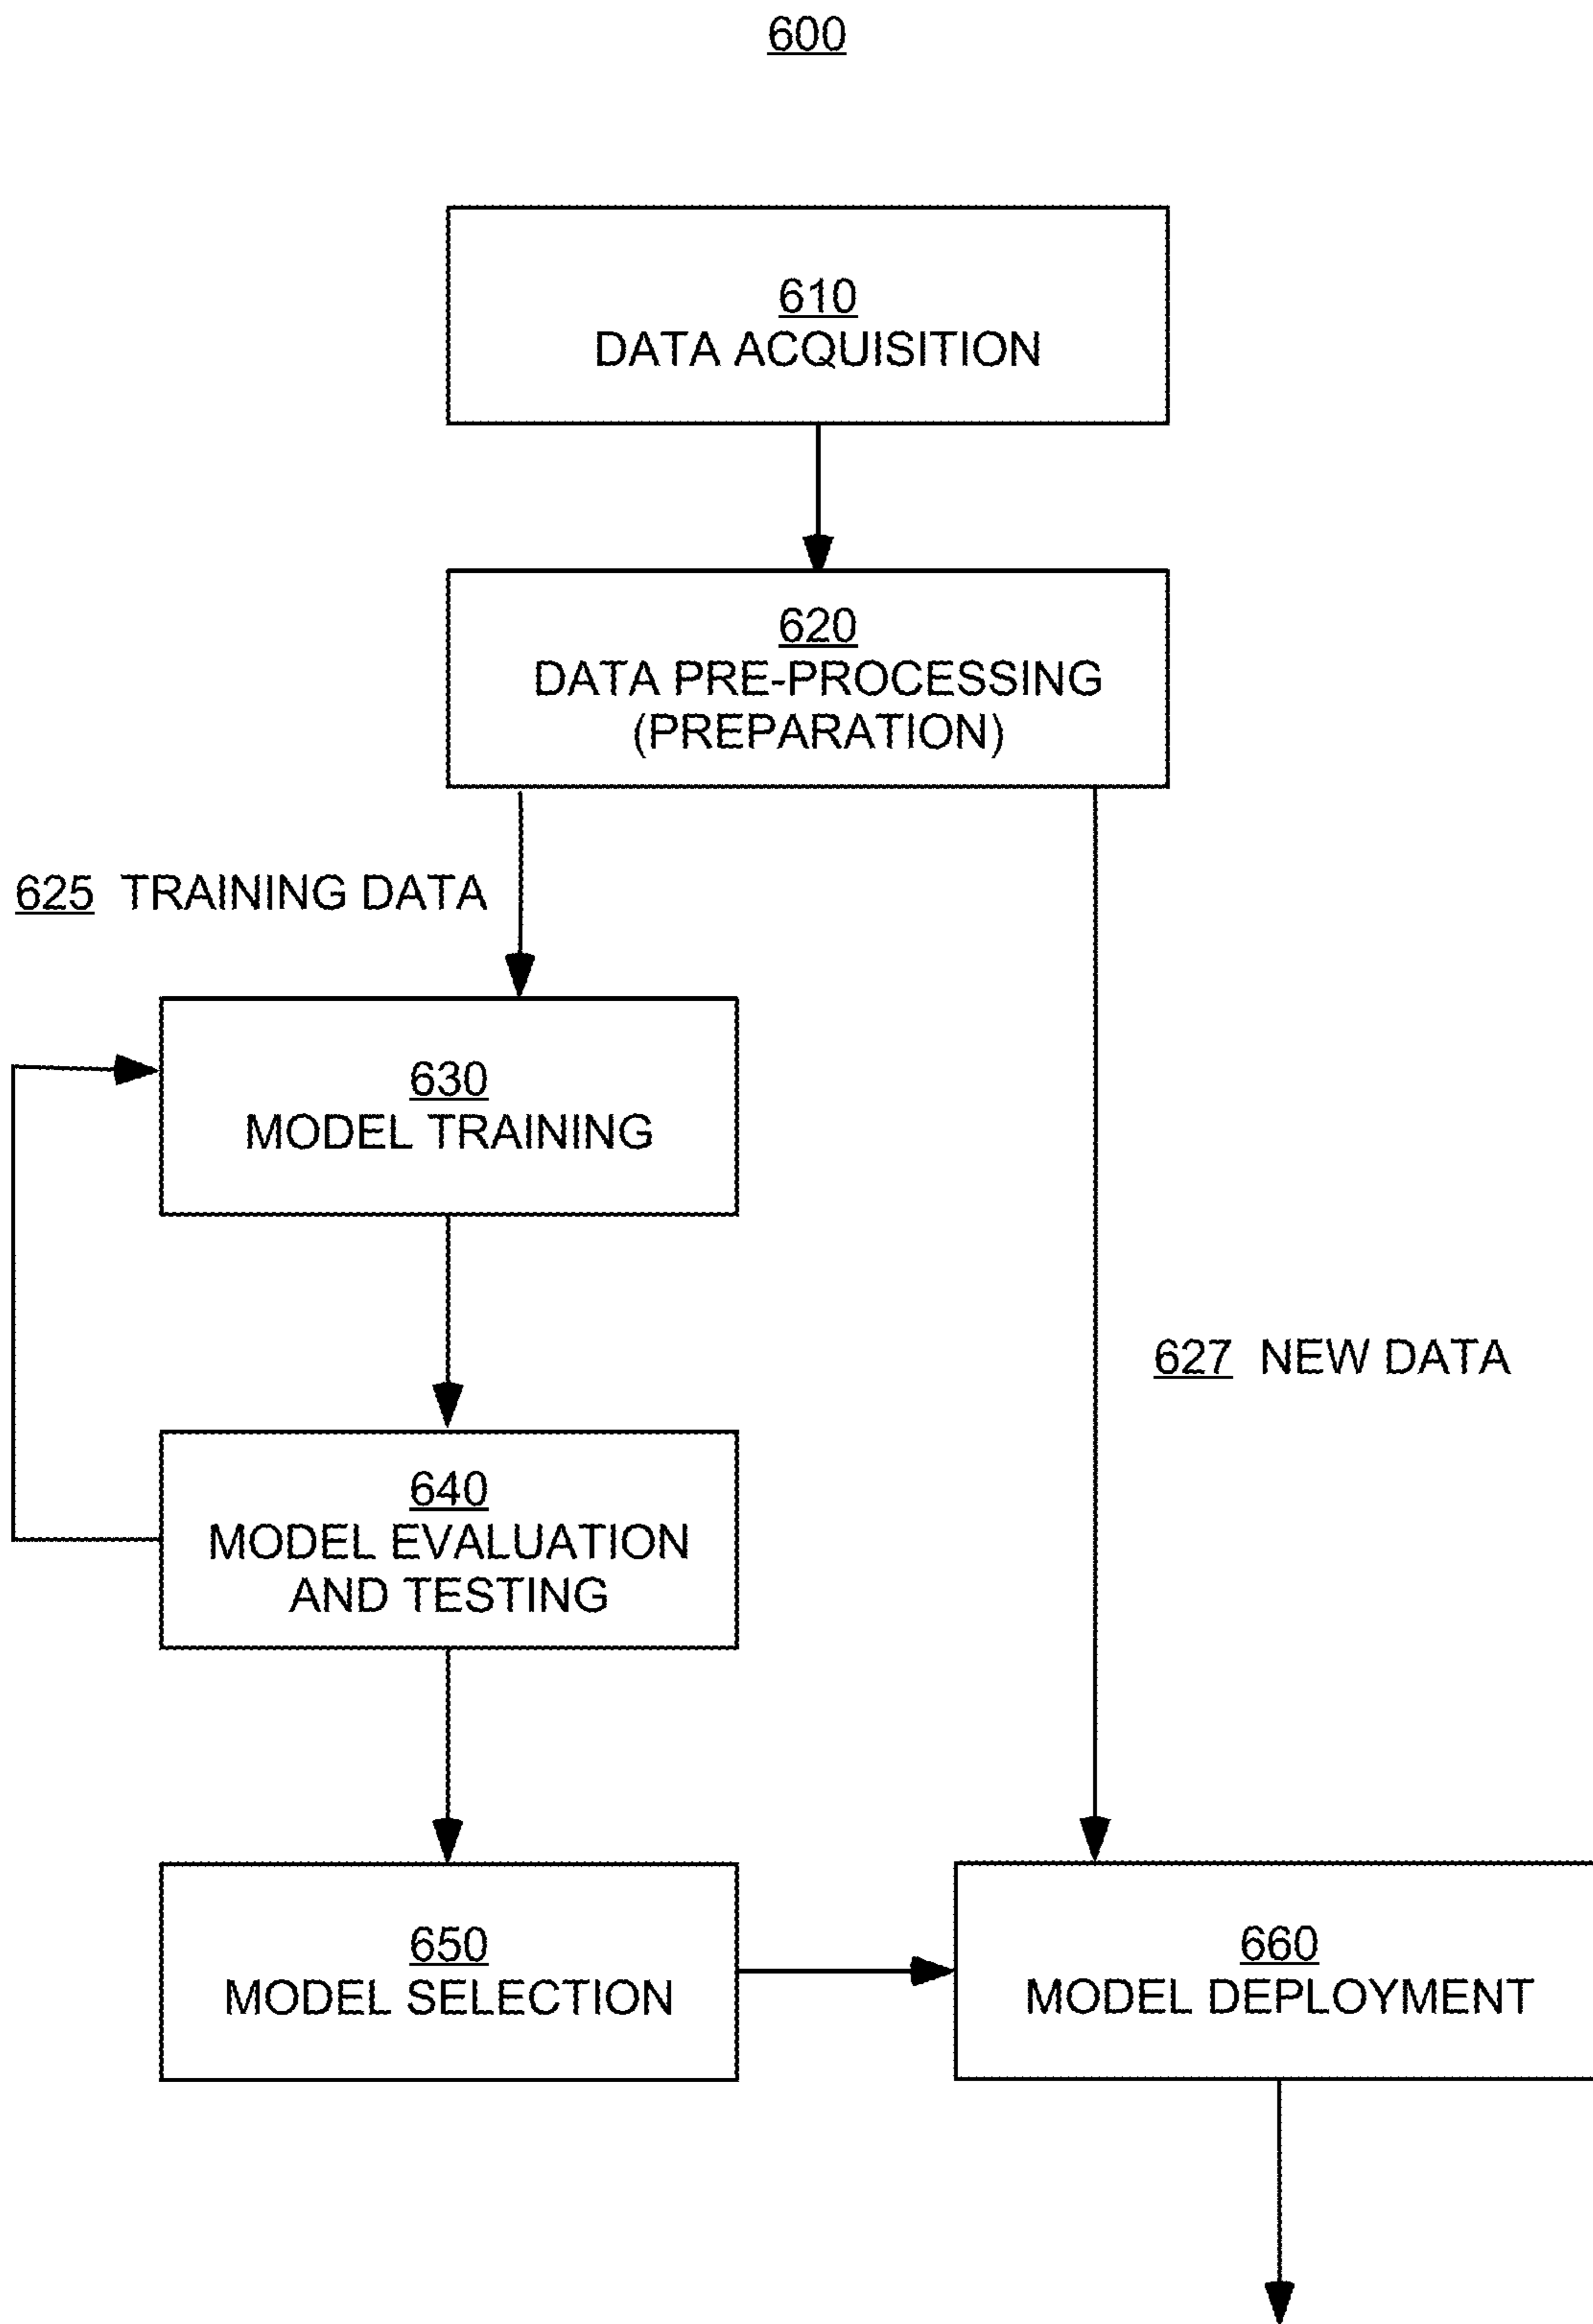 600
610
DATA ACQUISITION
620
DATA PRE-PROCESSING
(PREPARATION)
625 TRAINING DATA
630
MODEL TRAINING
627 NEW DATA
640
MODEL EVALUATION
AND TESTING
650
MODEL SELECTION
660
MODEL DEPLOYMENT